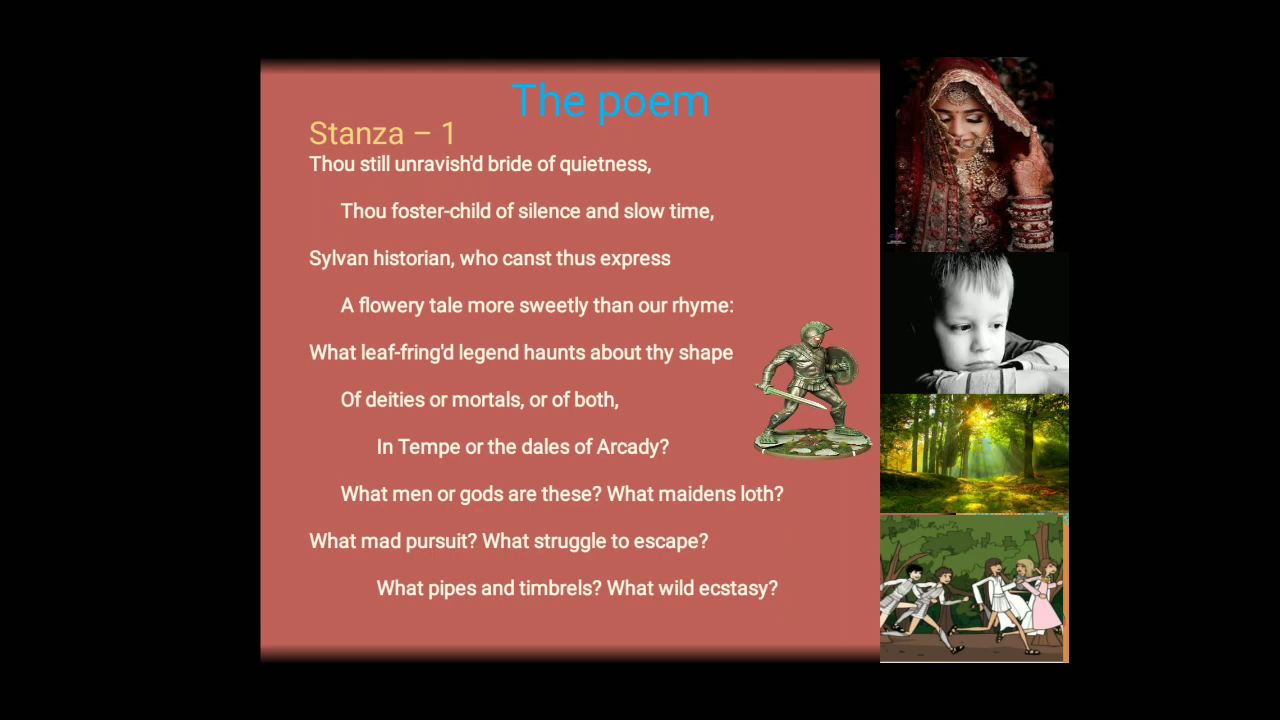 The poem
Stanza – 1
Thou still unravish'd bride of quietness,
Thou foster-child of silence and slow time,
Sylvan historian, who canst thus express
A flowery tale more sweetly than our rhyme:
What leaf-fring'd legend haunts about thy shape
Of deities or mortals, or of both,
In Tempe or the dales of Arcady?
What men or gods are these? What maidens loth?
What mad pursuit? What struggle to escape?
What pipes and timbrels? What wild ecstasy?